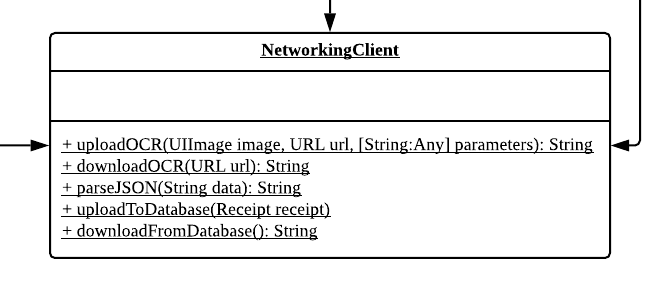 NetworkingClient
+ uploadOCR(UIImage image, URL url, [String:Any] parameters): String
+ downloadOCR(URL url): String
+ parseJSON(String data): String
+ uploadToDatabase(Receipt receipt)
+ downloadFromDatabase(): String